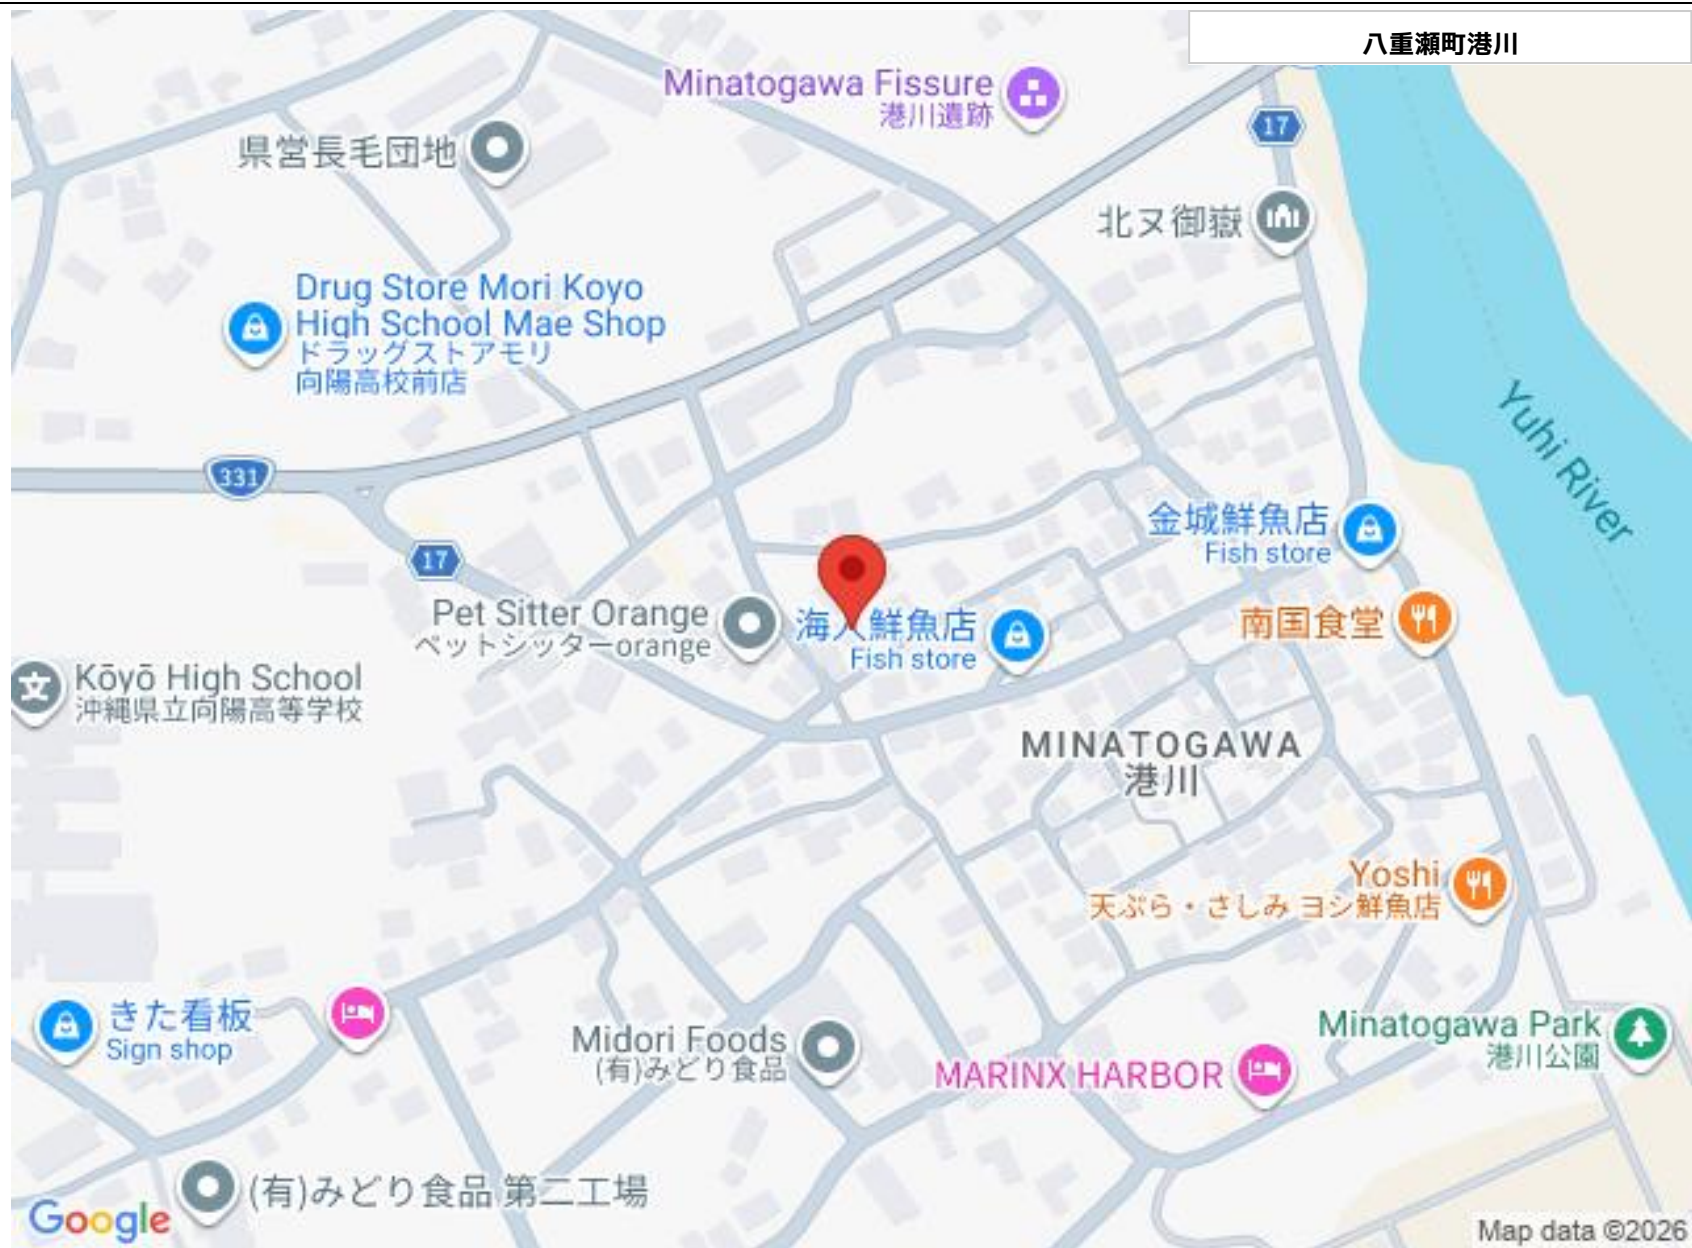 八重瀬町港川
Minatogawa Fissure
港川遺跡
17
県営長毛団地
北ヌ御嶽
Drug Store Mori Koyo
High School Mae Shop
ドラッグストアモリ
向陽高校前店
331
17
Yuhi River
金城鮮魚店
Fish store
Pet Sitter Orange
ペットシッターorange
海人鮮魚店
Fish store
南国食堂
Kōyō High School
沖縄県立向陽高等学校
文
MINATOGAWA
港川
Yoshi
天ぷら・さしみ ヨシ鮮魚店
きた看板
Sign shop
Midori Foods
(有)みどり食品
MARINX HARBOR
Minatogawa Park
港川公園
(有)みどり食品 第二工場
Google
Map data ©2026